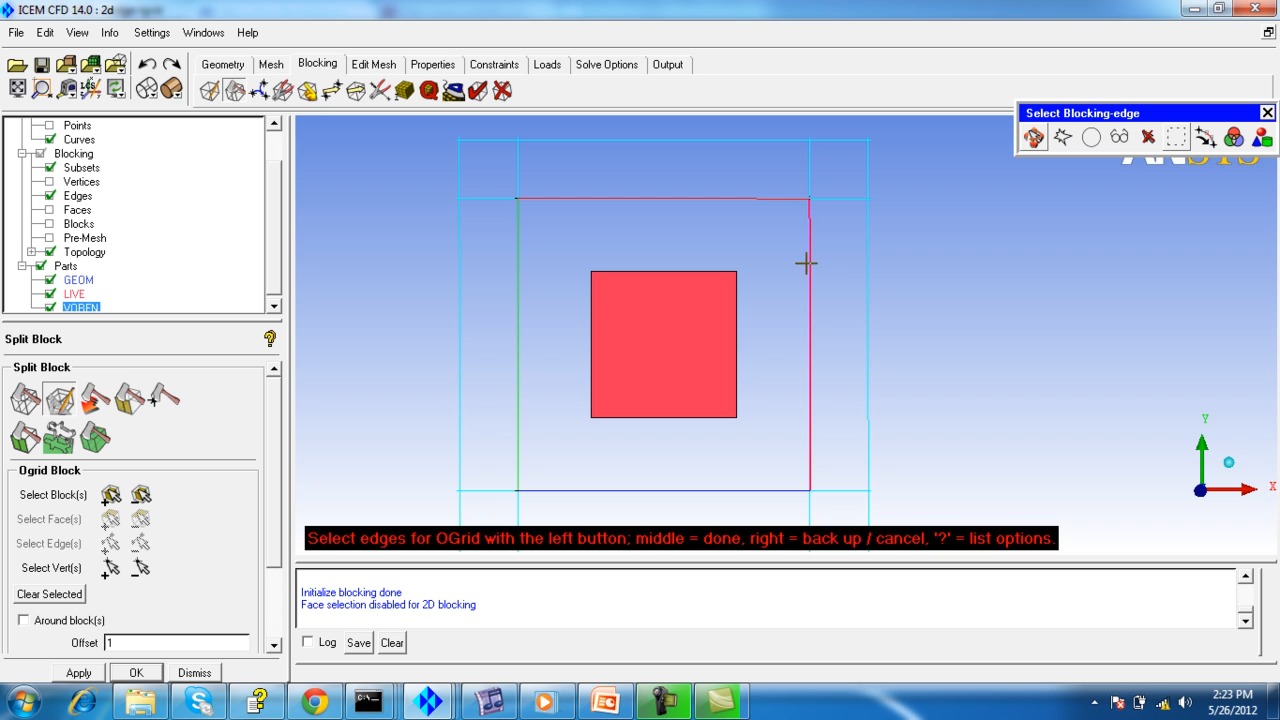 ICEM CFD 14.0 : 2d
File Edit View Info Settings Windows Help
Geometry Mesh Blocking Edit Mesh Properties Constraints Loads Solve Options Output
Select Blocking-edge
ANSYS
Points
Curves
Blocking
Subsets
Vertices
Edges
Faces
Blocks
Pre-Mesh
Topology
Parts
GEOM
LIVE
VORFN
Split Block
Split Block
Ogrid Block
Select Block(s)
Select Face(s)
Select Edge(s)
Select Vert(s)
Clear Selected
Around block(s)
Offset 1
Apply OK Dismiss
Y
X
Select edges for OGrid with the left button; middle = done, right = back up / cancel, '?' = list options.
Initialize blocking done
Face selection disabled for 2D blocking
Log Save Clear
2:23 PM
5/26/2012